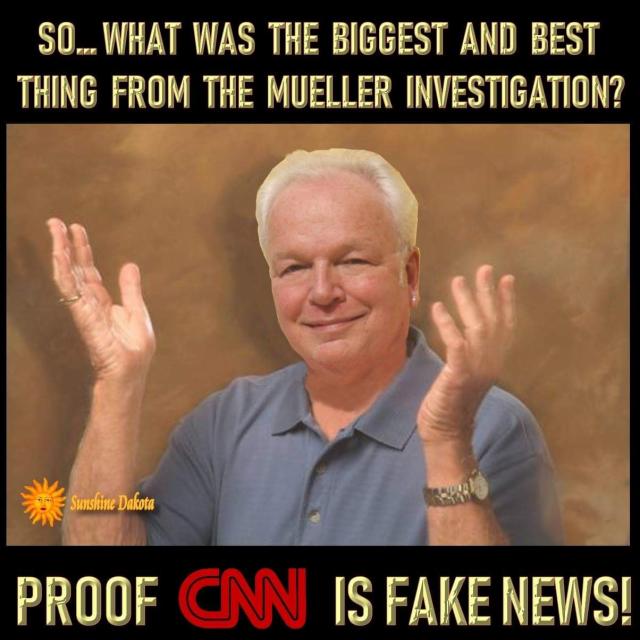 SO... WHAT WAS THE BIGGEST AND BEST
THING FROM THE MUELLER INVESTIGATION?
Sunshine Dakota
PROOF CNN IS FAKE NEWS!